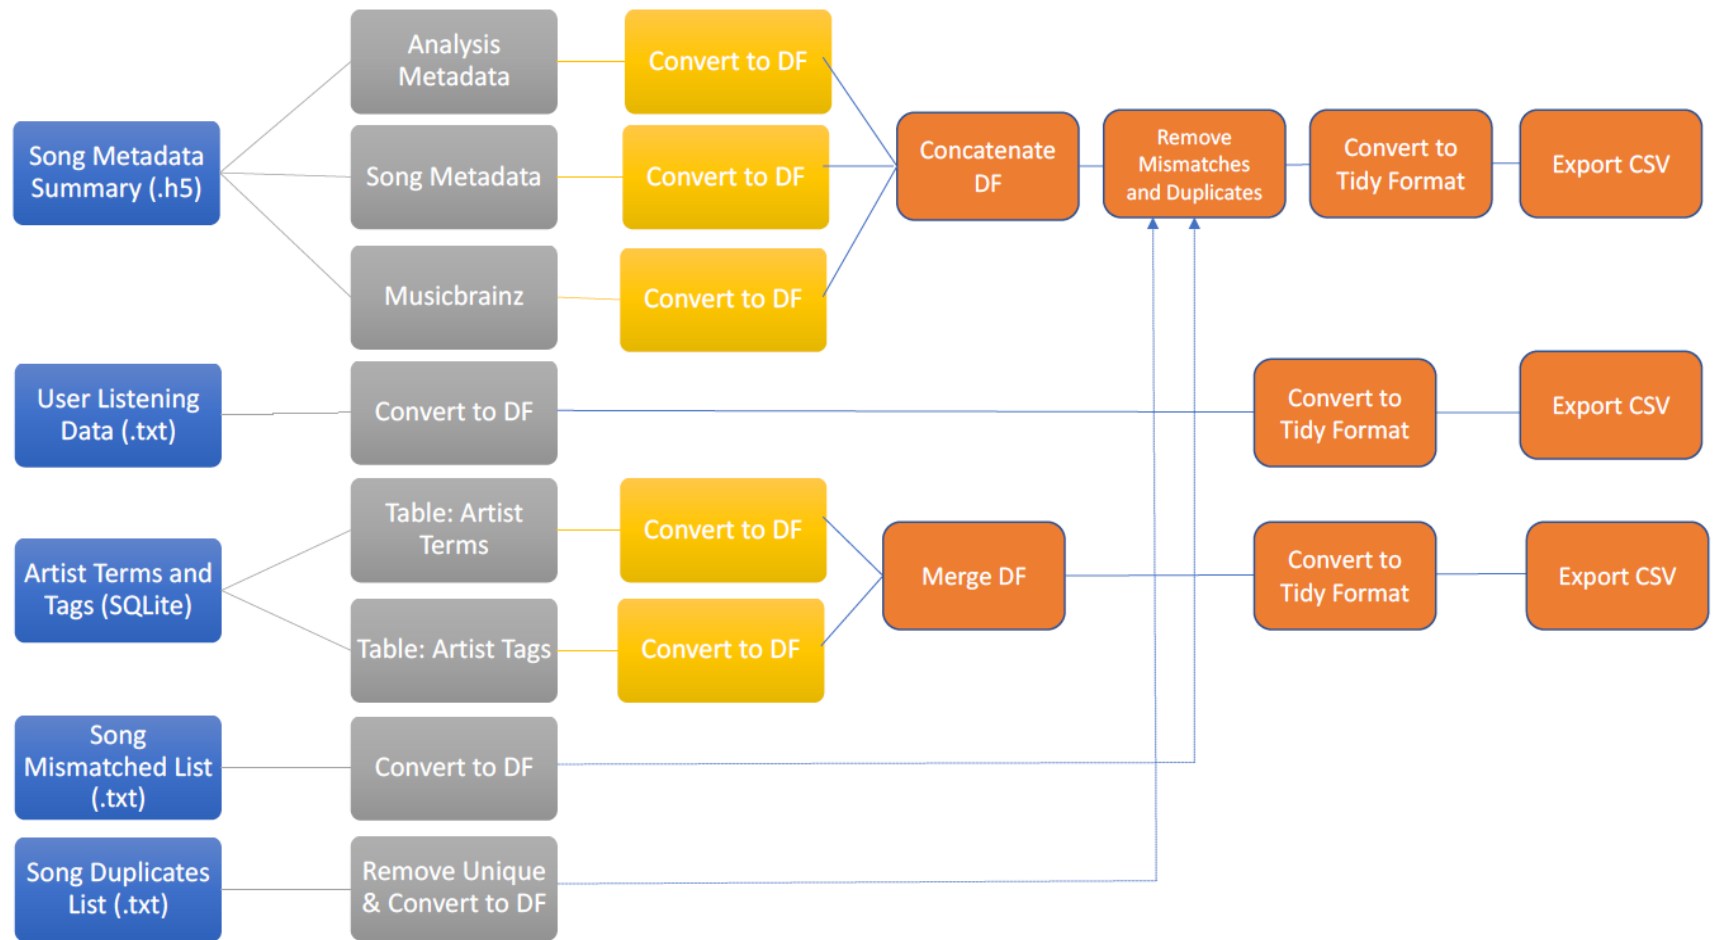 Song Metadata
Summary (.h5)
Analysis
Metadata
Convert to DF
Song Metadata
Convert to DF
Musicbrainz
Convert to DF
Concatenate
DF
Remove
Mismatches
and Duplicates
Convert to
Tidy Format
Export CSV
User Listening
Data (.txt)
Convert to DF
Convert to
Tidy Format
Export CSV
Artist Terms and
Tags (SQLite)
Table: Artist
Terms
Convert to DF
Table: Artist Tags
Convert to DF
Merge DF
Convert to
Tidy Format
Export CSV
Song
Mismatched List
(.txt)
Convert to DF
Song Duplicates
List (.txt)
Remove Unique
& Convert to DF